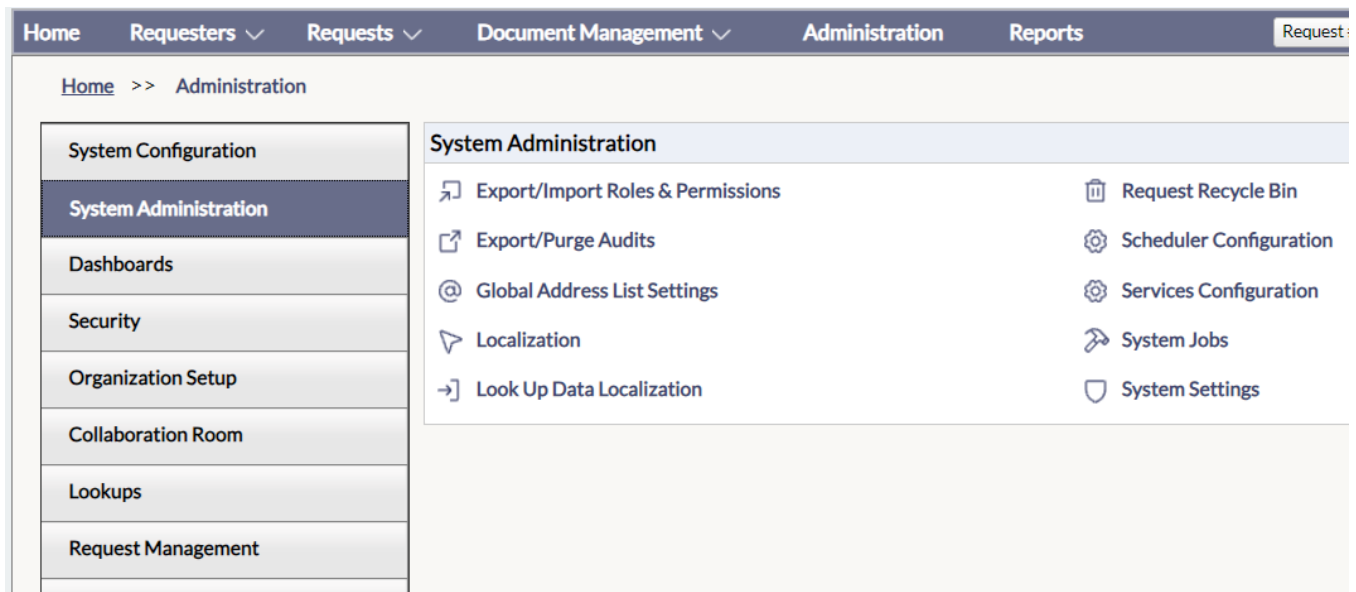 Home Requesters Requests Document Management Administration Reports Request
Home >> Administration
System Configuration
System Administration
Dashboards
Security
Organization Setup
Collaboration Room
Lookups
Request Management
System Administration
Export/Import Roles & Permissions
Export/Purge Audits
Global Address List Settings
Localization
Look Up Data Localization
Request Recycle Bin
Scheduler Configuration
Services Configuration
System Jobs
System Settings